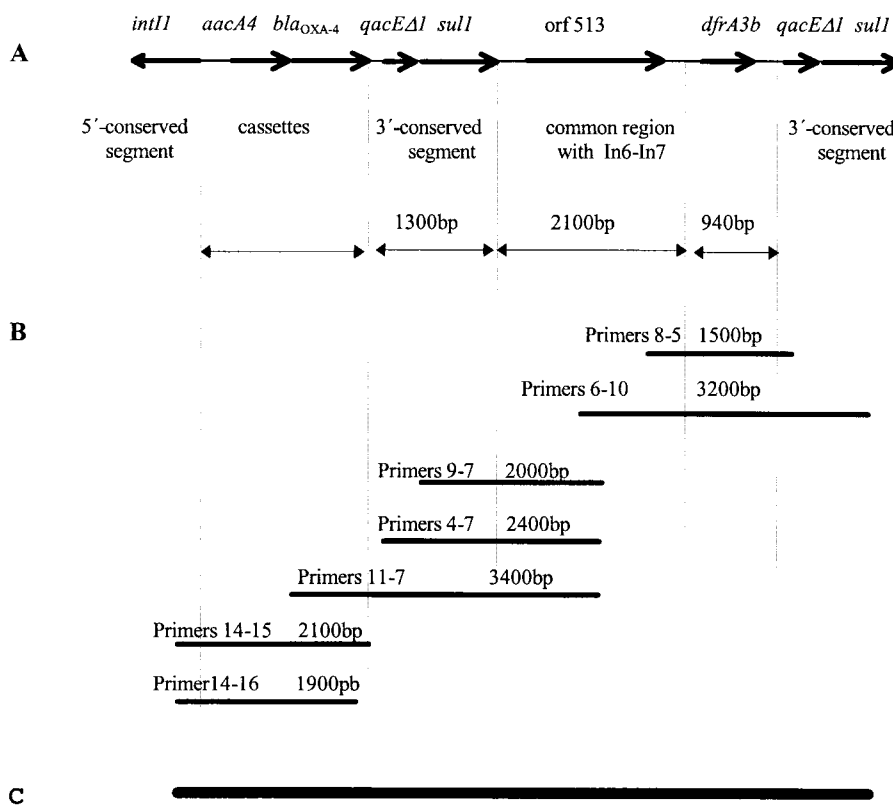 intI1 aacA4 blaOXA-4 qacEΔ1 sul1 orf 513 dfrA3b qacEΔ1 sul1
A
5´-conserved segment cassettes 3´-conserved segment common region with In6-In7 3´-conserved segment
1300bp 2100bp 940bp
B
Primers 8-5 1500bp
Primers 6-10 3200bp
Primers 9-7 2000bp
Primers 4-7 2400bp
Primers 11-7 3400bp
Primers 14-15 2100bp
Primer14-16 1900pb
C